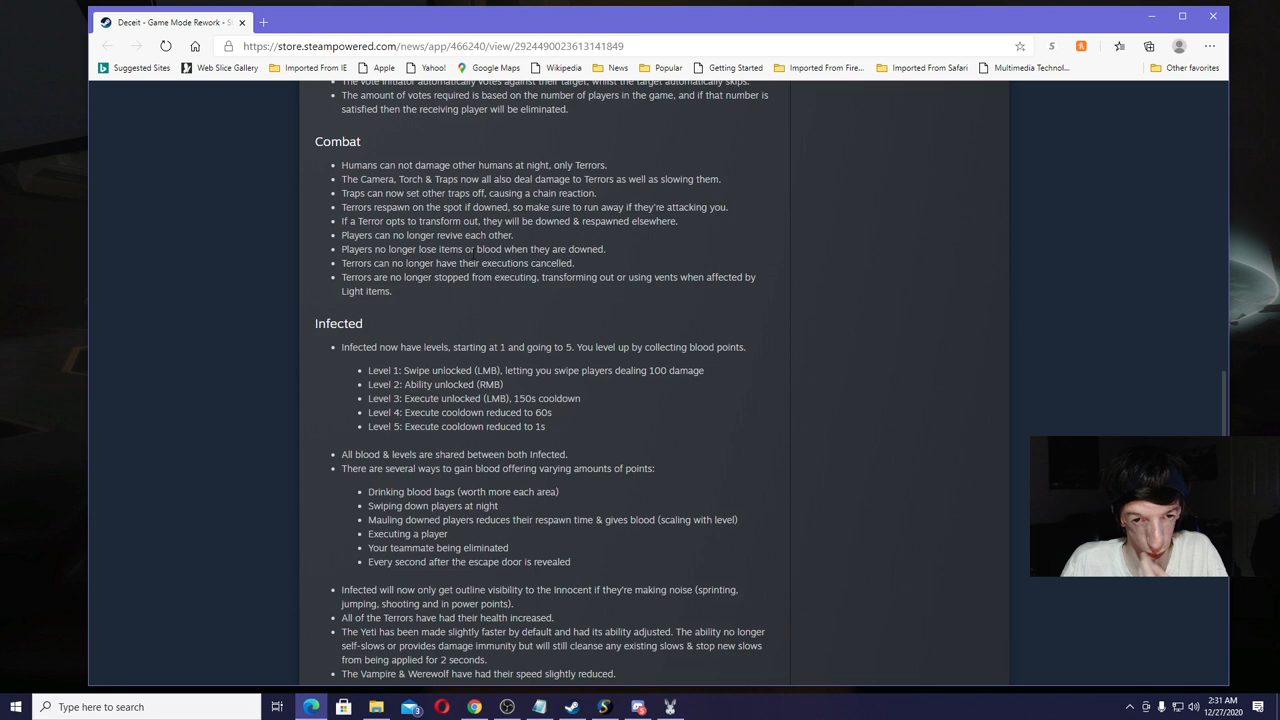 Deceit - Game Mode Rework - S
https://store.steampowered.com/news/app/466240/view/2924490023613141849
Suggested Sites
Web Slice Gallery
Imported From IE
Apple
Yahoo!
Google Maps
Wikipedia
News
Popular
Getting Started
Imported From Fire...
Imported From Safari
Multimedia Technol...
Other favorites
The Voteliminator automatically votes against their target, whilst the target automatically skips.
The amount of votes required is based on the number of players in the game, and if that number is
satisfied then the receiving player will be eliminated.
Combat
Humans can not damage other humans at night, only Terrors.
The Camera, Torch & Traps now all also deal damage to Terrors as well as slowing them.
Traps can now set other traps off, causing a chain reaction.
Terrors respawn on the spot if downed, so make sure to run away if they're attacking you.
If a Terror opts to transform out, they will be downed & respawned elsewhere.
Players can no longer revive each other.
Players no longer lose items or blood when they are downed.
Terrors can no longer have their executions cancelled.
Terrors are no longer stopped from executing, transforming out or using vents when affected by
Light items.
Infected
Infected now have levels, starting at 1 and going to 5. You level up by collecting blood points.
Level 1: Swipe unlocked (LMB), letting you swipe players dealing 100 damage
Level 2: Ability unlocked (RMB)
Level 3: Execute unlocked (LMB), 150s cooldown
Level 4: Execute cooldown reduced to 60s
Level 5: Execute cooldown reduced to 1s
All blood & levels are shared between both Infected.
There are several ways to gain blood offering varying amounts of points:
Drinking blood bags (worth more each area)
Swiping down players at night
Mauling downed players reduces their respawn time & gives blood (scaling with level)
Executing a player
Your teammate being eliminated
Every second after the escape door is revealed
Infected will now only get outline visibility to the Innocent if they're making noise (sprinting,
jumping, shooting and in power points).
All of the Terrors have had their health increased.
The Yeti has been made slightly faster by default and had its ability adjusted. The ability no longer
self-slows or provides damage immunity but will still cleanse any existing slows & stop new slows
from being applied for 2 seconds.
The Vampire & Werewolf have had their speed slightly reduced.
Type here to search
2:31 AM
12/27/2020